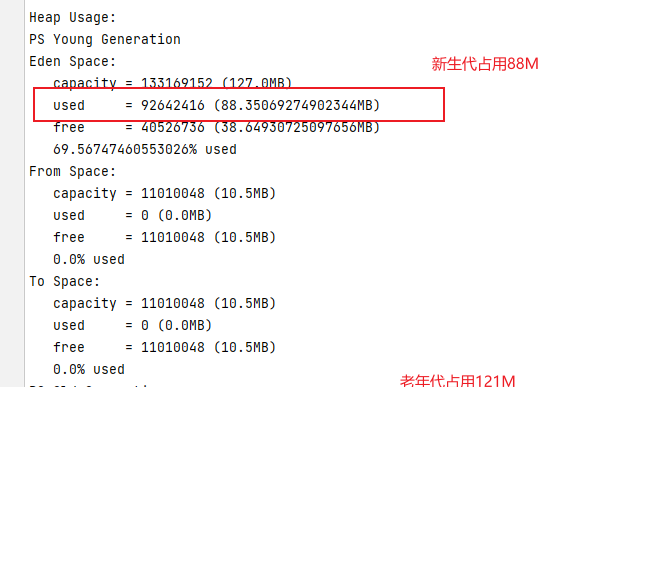 Heap Usage:
PS Young Generation
Eden Space:
新生代占用88M
capacity = 133169152 (127.0MB)
used     = 92642416 (88.35069274902344MB)
free     = 40526736 (38.64930725097656MB)
69.56747460553026% used
From Space:
capacity = 11010048 (10.5MB)
used     = 0 (0.0MB)
free     = 11010048 (10.5MB)
0.0% used
To Space:
capacity = 11010048 (10.5MB)
used     = 0 (0.0MB)
free     = 11010048 (10.5MB)
0.0% used
老年代占用121M